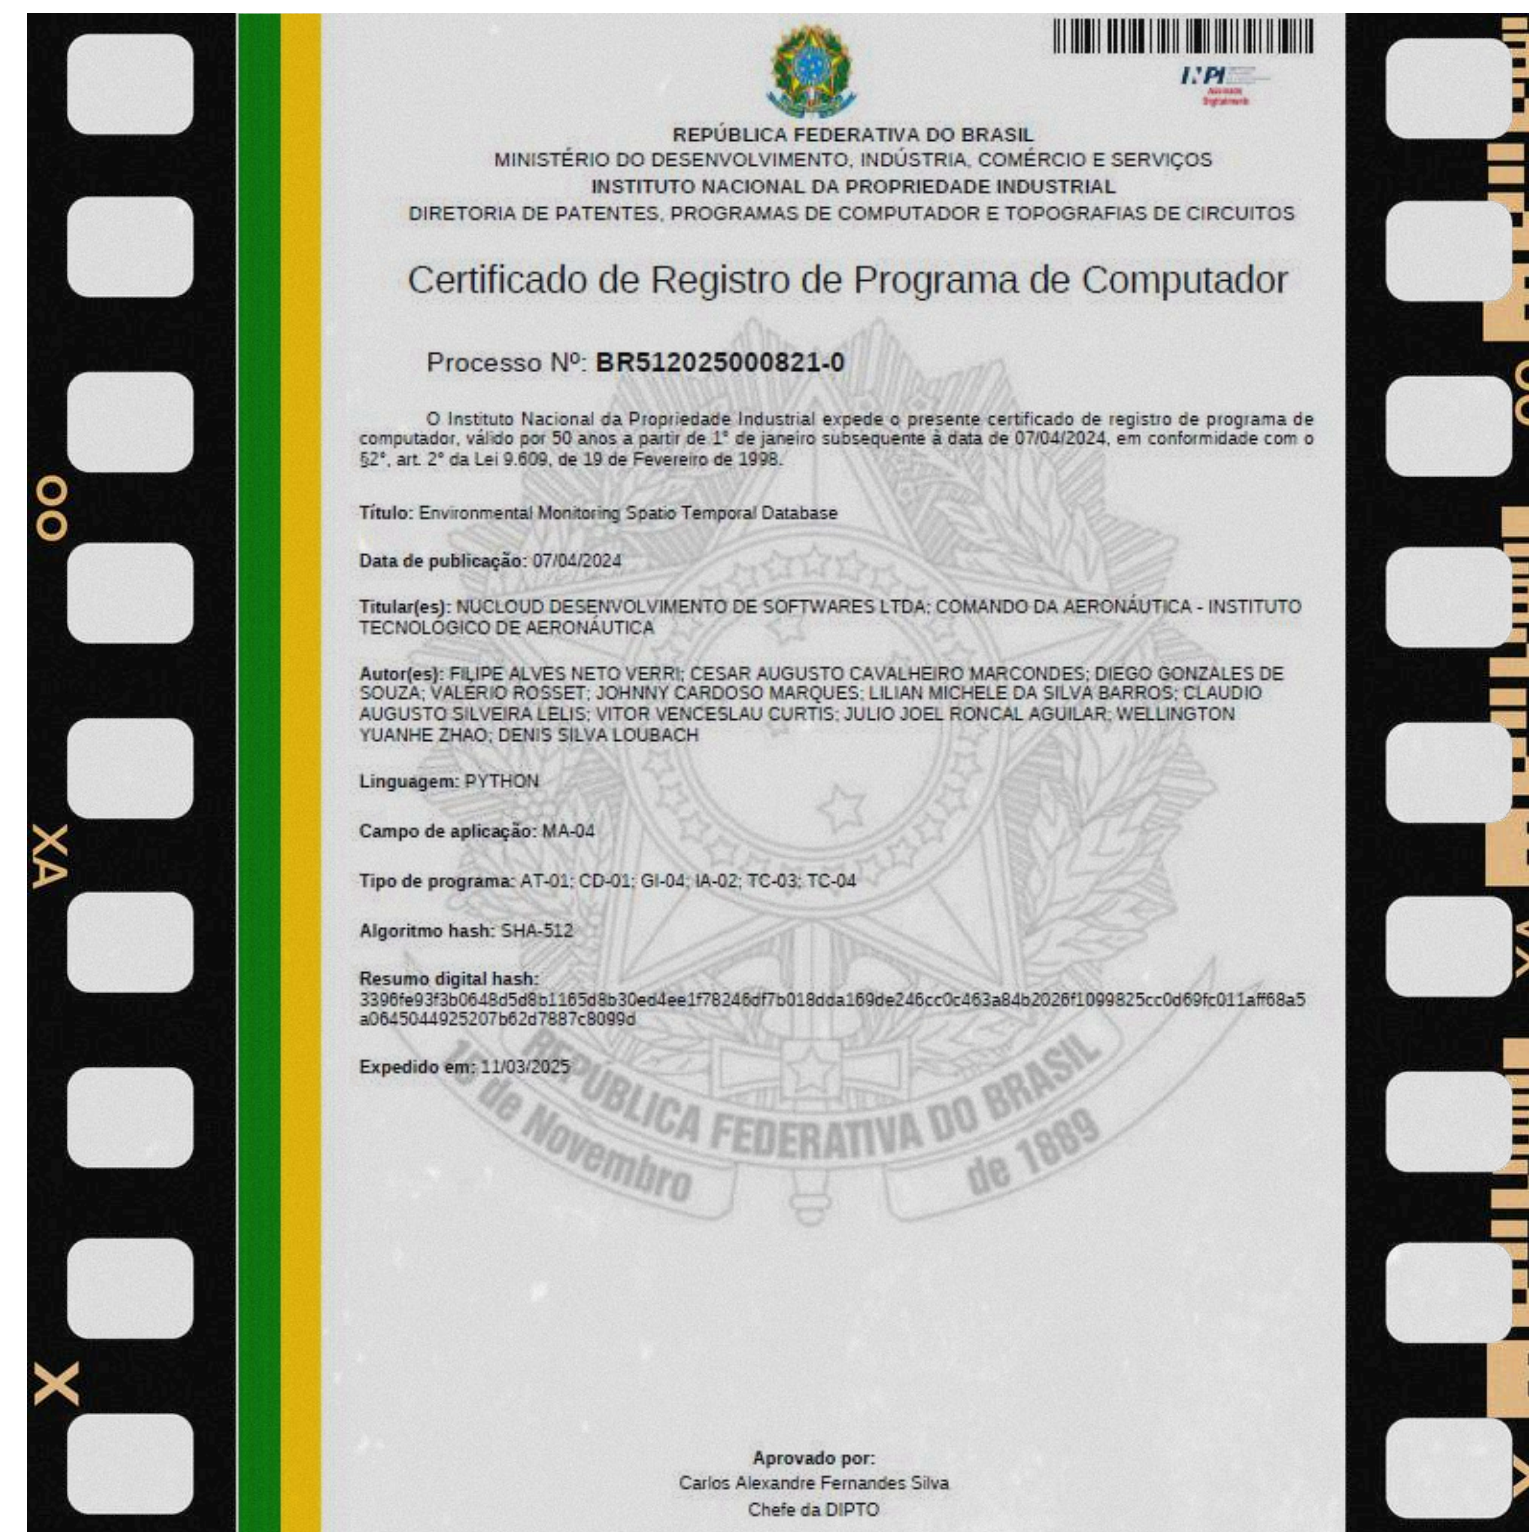 INPI
Assinado
Digitalmente
REPÚBLICA FEDERATIVA DO BRASIL
MINISTÉRIO DO DESENVOLVIMENTO, INDÚSTRIA, COMÉRCIO E SERVIÇOS
INSTITUTO NACIONAL DA PROPRIEDADE INDUSTRIAL
DIRETORIA DE PATENTES, PROGRAMAS DE COMPUTADOR E TOPOGRAFIAS DE CIRCUITOS
Certificado de Registro de Programa de Computador
Processo Nº: BR512025000821-0
O Instituto Nacional da Propriedade Industrial expede o presente certificado de registro de programa de
computador, válido por 50 anos a partir de 1° de janeiro subsequente à data de 07/04/2024, em conformidade com o
§2°, art. 2° da Lei 9.609, de 19 de Fevereiro de 1998.
Título: Environmental Monitoring Spatio Temporal Database
Data de publicação: 07/04/2024
Titular(es): NUCLOUD DESENVOLVIMENTO DE SOFTWARES LTDA; COMANDO DA AERONÁUTICA - INSTITUTO
TECNOLÓGICO DE AERONÁUTICA
Autor(es): FILIPE ALVES NETO VERRI; CESAR AUGUSTO CAVALHEIRO MARCONDES; DIEGO GONZALES DE
SOUZA; VALERIO ROSSET; JOHNNY CARDOSO MARQUES; LILIAN MICHELE DA SILVA BARROS; CLAUDIO
AUGUSTO SILVEIRA LELIS; VITOR VENCESLAU CURTIS; JULIO JOEL RONCAL AGUILAR; WELLINGTON
YUANHE ZHAO; DENIS SILVA LOUBACH
Linguagem: PYTHON
Campo de aplicação: MA-04
Tipo de programa: AT-01; CD-01; GI-04; IA-02; TC-03; TC-04
Algoritmo hash: SHA-512
Resumo digital hash:
3396fe93f3b0648d5d8b1165d8b30ed4ee1f78246df7b018dda169de246cc0c463a84b2026f1099825cc0d69fc011aff68a5
a0645044925207b62d7887c8099d
Expedido em: 11/03/2025
REPÚBLICA FEDERATIVA DO BRASIL
15 de Novembro
de 1889
Aprovado por:
Carlos Alexandre Fernandes Silva
Chefe da DIPTO
OO
XA
X